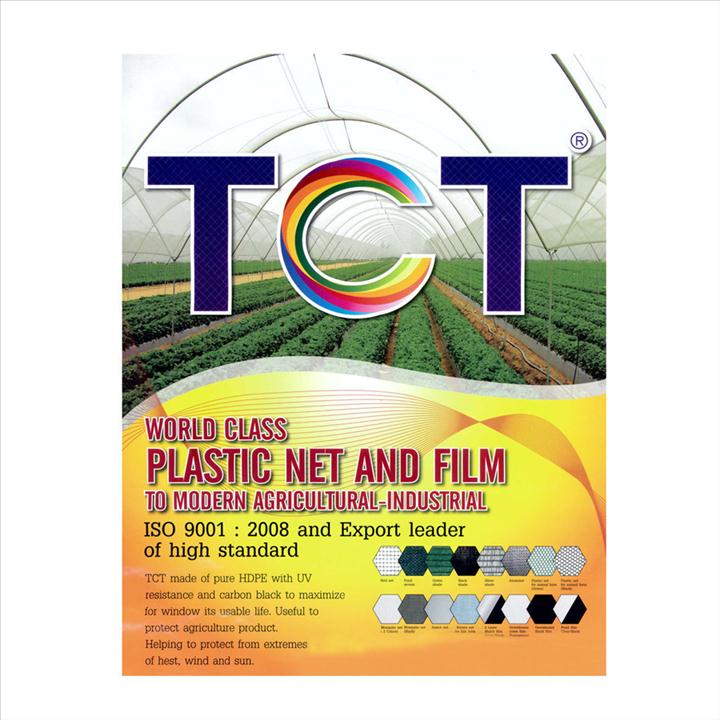 TCT
®
WORLD CLASS
PLASTIC NET AND FILM
TO MODERN AGRICULTURAL-INDUSTRIAL
ISO 9001 : 2008 and Export leader
of high standard
TCT made of pure HDPE with UV
resistance and carbon black to maximize
for window its usable life. Useful to
protect agriculture product.
Helping to protect from extremes
of hest, wind and sun.